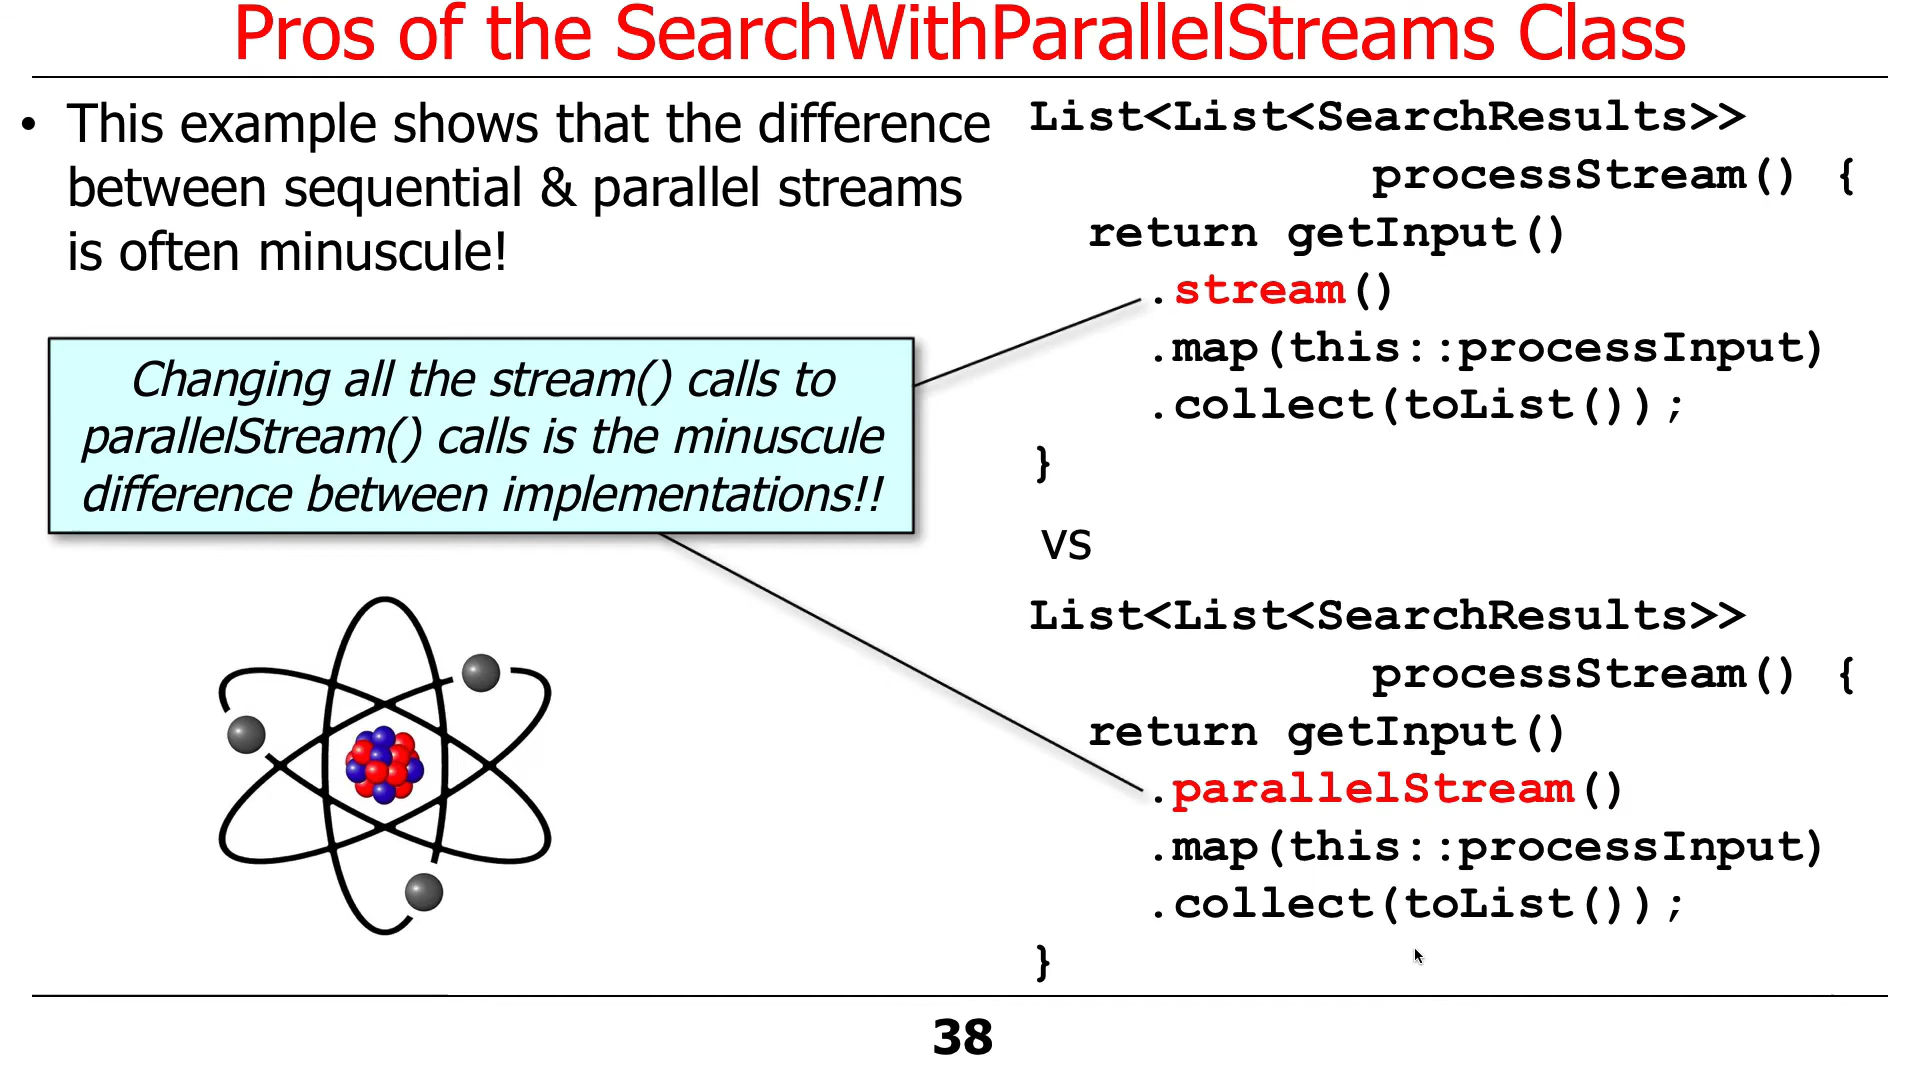 Pros of the SearchWithParallelStreams Class
• This example shows that the difference
between sequential & parallel streams
is often minuscule!
Changing all the stream() calls to
parallelStream() calls is the minuscule
difference between implementations!!
List<List<SearchResults>>
processStream() {
return getInput()
.stream()
.map(this::processInput)
.collect(toList());
}
vs
List<List<SearchResults>>
processStream() {
return getInput()
.parallelStream()
.map(this::processInput)
.collect(toList());
}
38